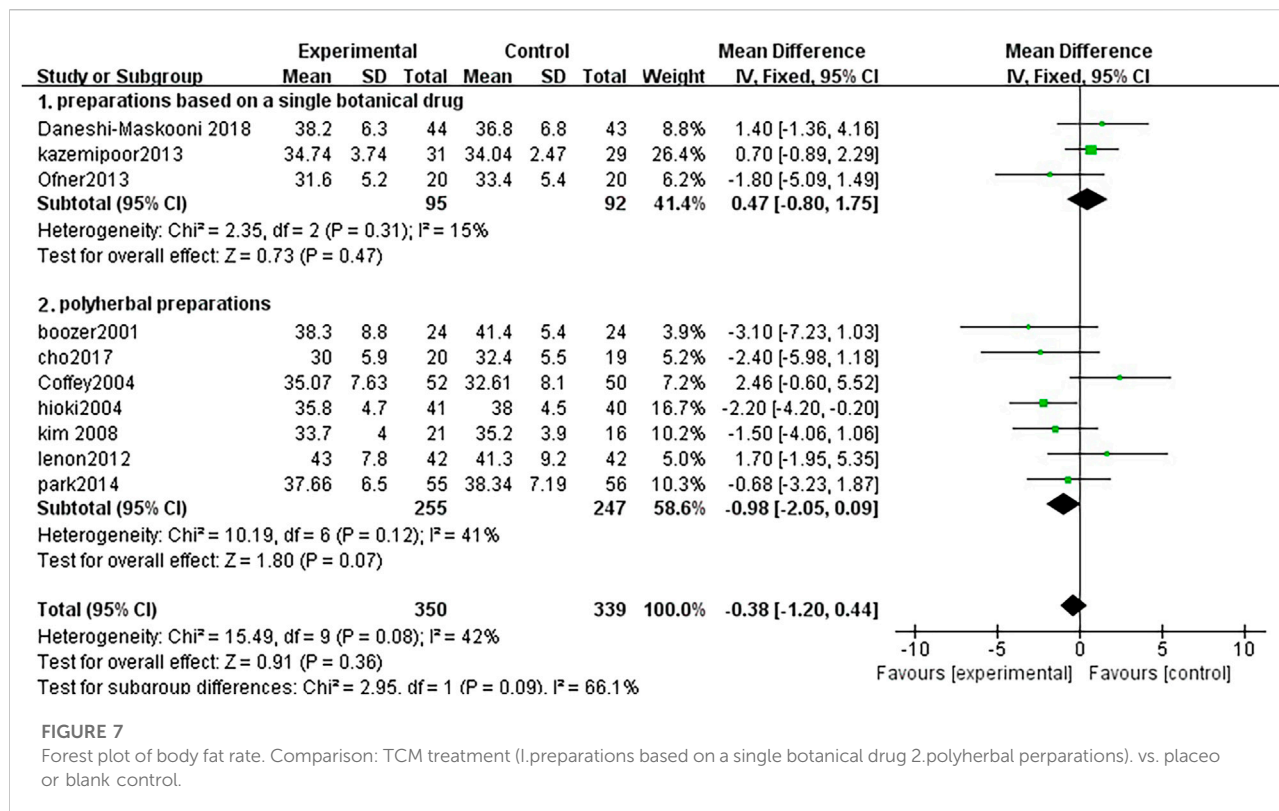 Experimental Control Mean Difference Mean Difference
Study or Subgroup Mean SD Total Mean SD Total Weight IV, Fixed, 95% CI IV, Fixed, 95% CI
1. preparations based on a single botanical drug
Daneshi-Maskooni 2018 38.2 6.3 44 36.8 6.8 43 8.8% 1.40 [-1.36, 4.16]
kazemipoor2013 34.74 3.74 31 34.04 2.47 29 26.4% 0.70 [-0.89, 2.29]
Ofner2013 31.6 5.2 20 33.4 5.4 20 6.2% -1.80 [-5.09, 1.49]
Subtotal (95% CI) 95 92 41.4% 0.47 [-0.80, 1.75]
Heterogeneity: Chi² = 2.35, df = 2 (P = 0.31); I² = 15%
Test for overall effect: Z = 0.73 (P = 0.47)
2. polyherbal preparations
boozer2001 38.3 8.8 24 41.4 5.4 24 3.9% -3.10 [-7.23, 1.03]
cho2017 30 5.9 20 32.4 5.5 19 5.2% -2.40 [-5.98, 1.18]
Coffey2004 35.07 7.63 52 32.61 8.1 50 7.2% 2.46 [-0.60, 5.52]
hioki2004 35.8 4.7 41 38 4.5 40 16.7% -2.20 [-4.20, -0.20]
kim 2008 33.7 4 21 35.2 3.9 16 10.2% -1.50 [-4.06, 1.06]
lenon2012 43 7.8 42 41.3 9.2 42 5.0% 1.70 [-1.95, 5.35]
park2014 37.66 6.5 55 38.34 7.19 56 10.3% -0.68 [-3.23, 1.87]
Subtotal (95% CI) 255 247 58.6% -0.98 [-2.05, 0.09]
Heterogeneity: Chi² = 10.19, df = 6 (P = 0.12); I² = 41%
Test for overall effect: Z = 1.80 (P = 0.07)
Total (95% CI) 350 339 100.0% -0.38 [-1.20, 0.44]
Heterogeneity: Chi² = 15.49, df = 9 (P = 0.08); I² = 42%
Test for overall effect: Z = 0.91 (P = 0.36)
Test for subgroup differences: Chi² = 2.95, df = 1 (P = 0.09), I² = 66.1%
-10 -5 0 5 10
Favours [experimental] Favours [control]
FIGURE 7
Forest plot of body fat rate. Comparison: TCM treatment (I.preparations based on a single botanical drug 2.polyherbal perparations). vs. placeo
or blank control.